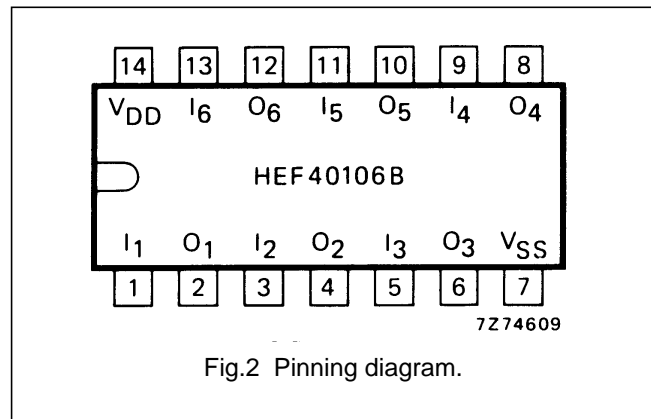 14 13 12 11 10 9 8
VDD I6 O6 I5 O5 I4 O4
HEF40106B
I1 O1 I2 O2 I3 O3 VSS
1 2 3 4 5 6 7
7Z74609
Fig.2 Pinning diagram.